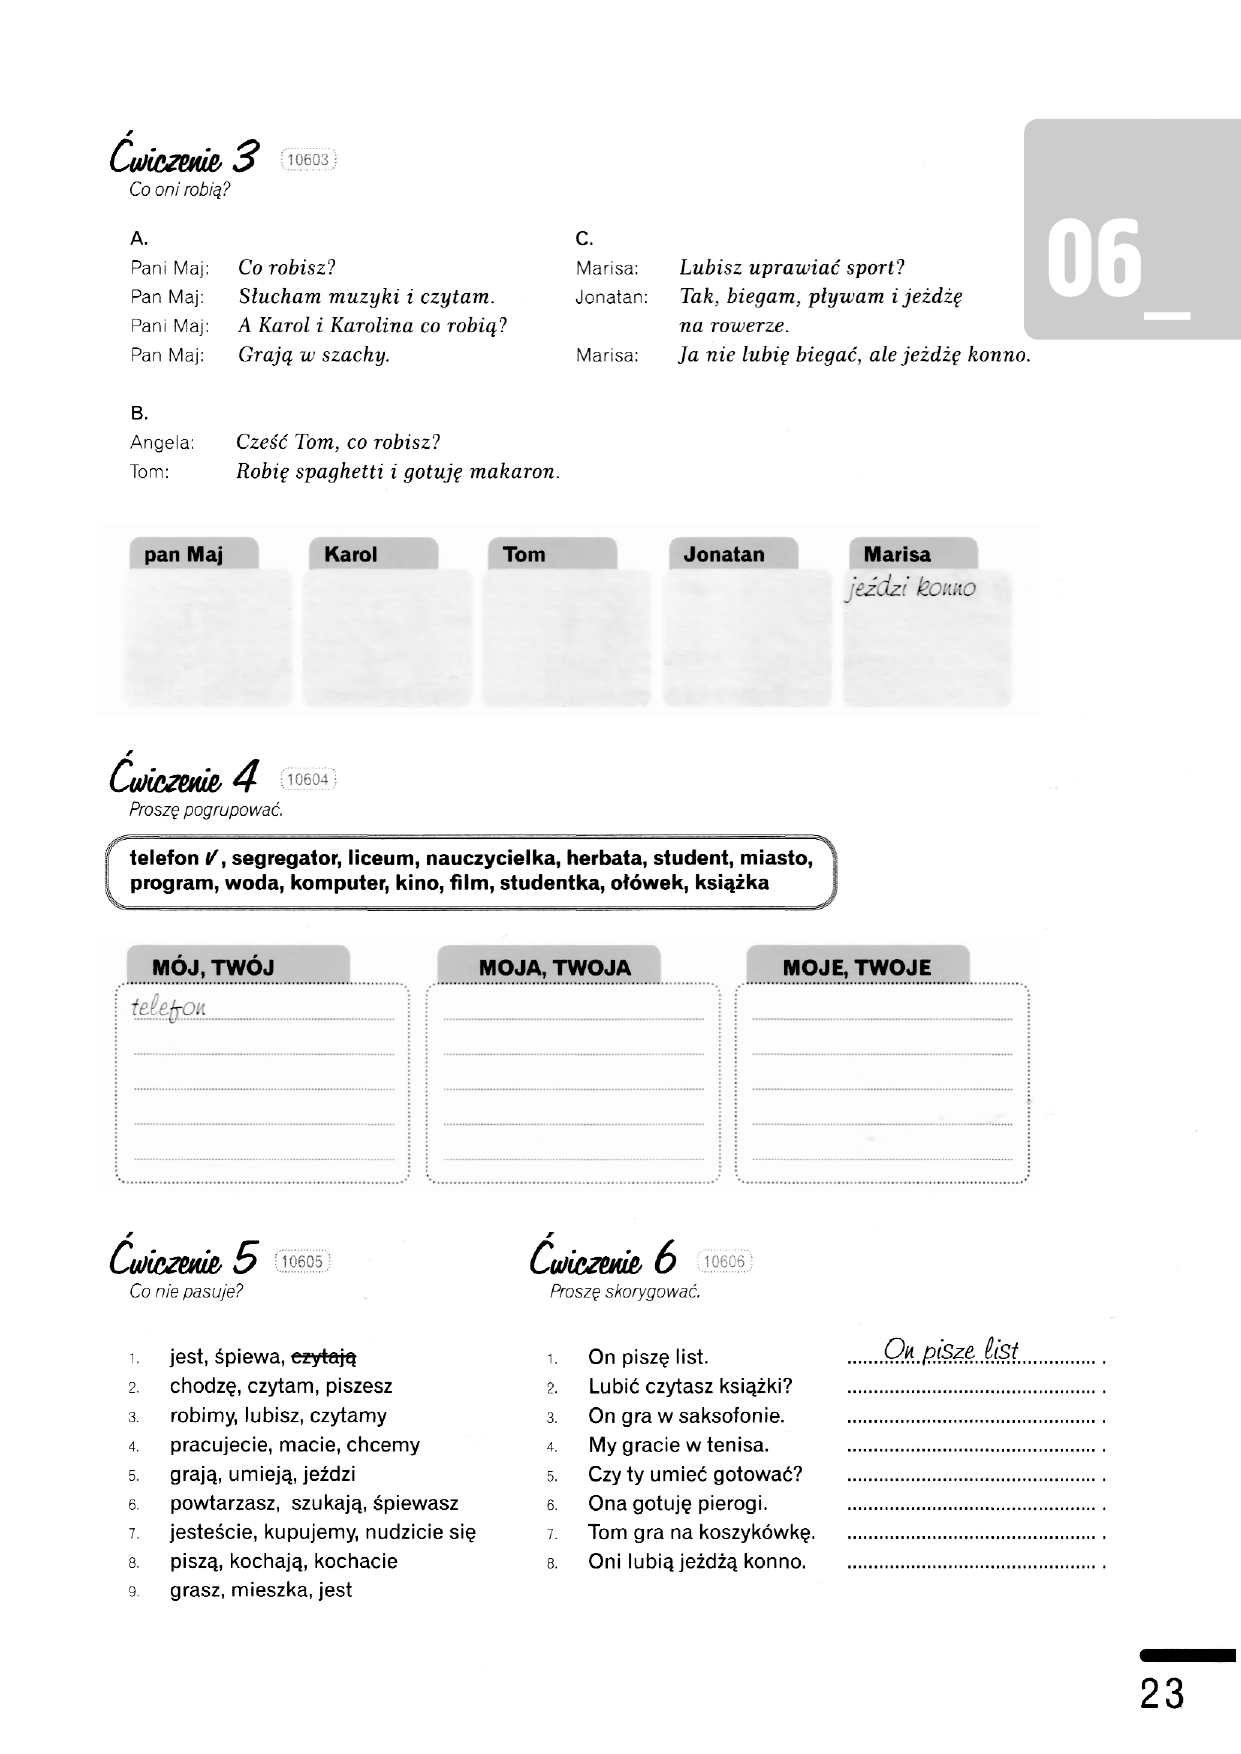 Ćwiczenie 3 10603
Co oni robią?
06_
A.
Pani Maj: Co robisz?
Pan Maj: Słucham muzyki i czytam.
Pani Maj: A Karol i Karolina co robią?
Pan Maj: Grają w szachy.
B.
Angela: Cześć Tom, co robisz?
Tom: Robię spaghetti i gotuję makaron.
C.
Marisa: Lubisz uprawiać sport?
Jonatan: Tak, biegam, pływam i jeżdżę
na rowerze.
Marisa: Ja nie lubię biegać, ale jeżdżę konno.
pan Maj Karol Tom Jonatan Marisa
jeździ konno
Ćwiczenie 4 10604
Proszę pogrupować.
telefon ✓, segregator, liceum, nauczycielka, herbata, student, miasto,
program, woda, komputer, kino, film, studentka, ołówek, książka
MÓJ, TWÓJ MOJA, TWOJA MOJE, TWOJE
telefon
Ćwiczenie 5 10605
Co nie pasuje?
1. jest, śpiewa, czytają
2. chodzę, czytam, piszesz
3. robimy, lubisz, czytamy
4. pracujecie, macie, chcemy
5. grają, umieją, jeździ
6. powtarzasz, szukają, śpiewasz
7. jesteście, kupujemy, nudzicie się
8. piszą, kochają, kochacie
9. grasz, mieszka, jest
Ćwiczenie 6 10606
Proszę skorygować.
1. On piszę list. On pisze list.
2. Lubić czytasz książki? .
3. On gra w saksofonie. .
4. My gracie w tenisa. .
5. Czy ty umieć gotować? .
6. Ona gotuję pierogi. .
7. Tom gra na koszykówkę. .
8. Oni lubią jeżdżą konno. .
23